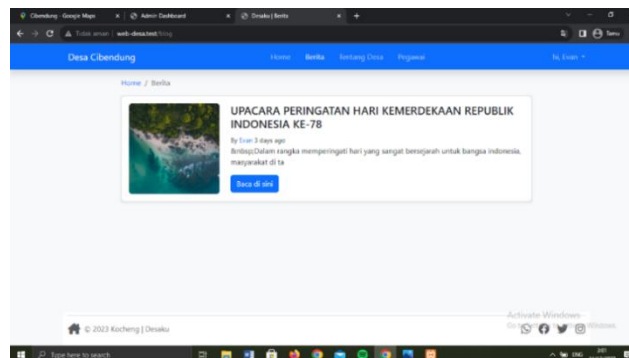 Cibendung - Google Maps
Admin Dashboard
Desaku | Berita
Tidak aman | web-desa.test/blog
Tamu
Desa Cibendung
Home Berita Tentang Desa Pegawai
hi, Evan
Home / Berita
UPACARA PERINGATAN HARI KEMERDEKAAN REPUBLIK
INDONESIA KE-78
By Evan 3 days ago
&nbsp;Dalam rangka memperingati hari yang sangat bersejarah untuk bangsa indonesia,
masyarakat di ta
Baca di sini
© 2023 Kocheng | Desaku
Activate Windows
Type here to search
ING